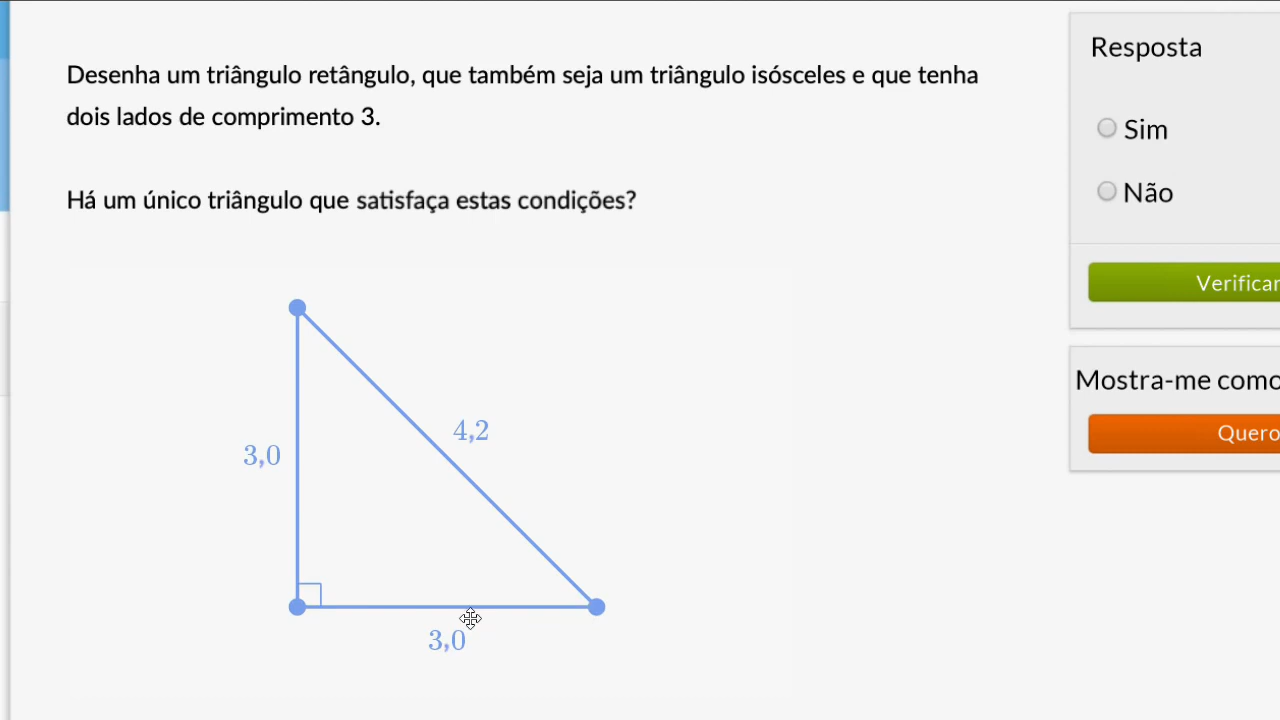 Desenha um triângulo retângulo, que também seja um triângulo isósceles e que tenha
dois lados de comprimento 3.
Há um único triângulo que satisfaça estas condições?
3,0
4,2
3,0
Resposta
Sim
Não
Verificar
Mostra-me como
Quero